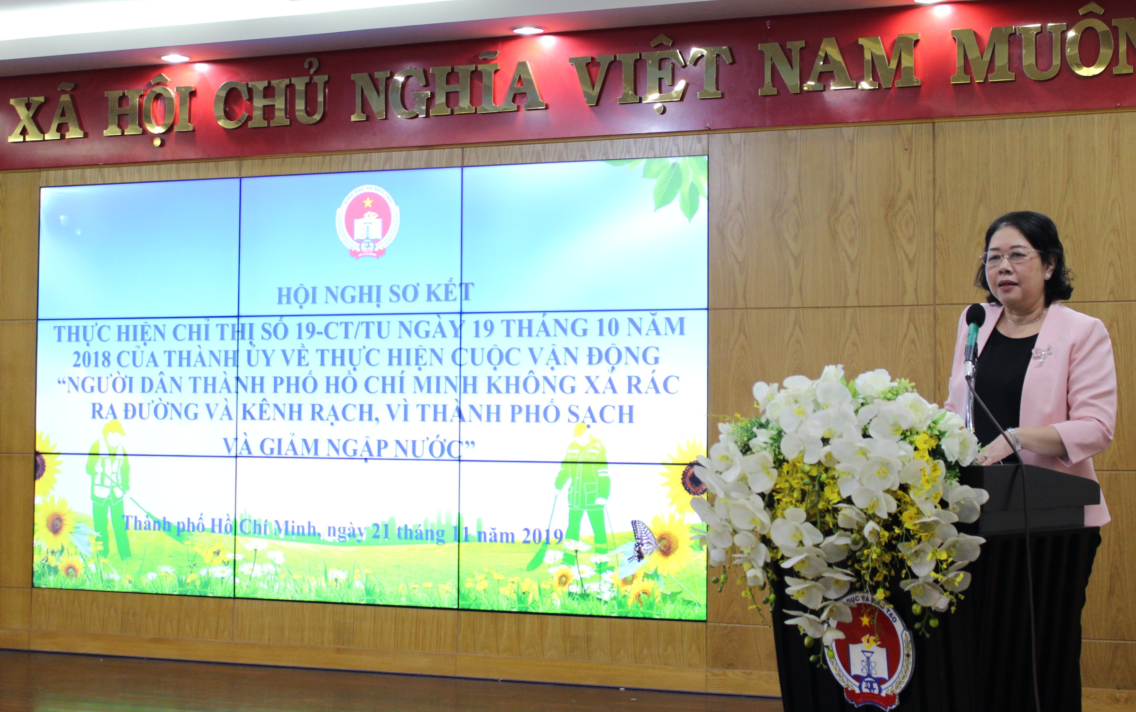 XÃ HỘI CHỦ NGHĨA VIỆT NAM MUÔN
HỘI NGHỊ SƠ KẾT
THỰC HIỆN CHỈ THỊ SỐ 19-CT/TU NGÀY 19 THÁNG 10 NĂM
2018 CỦA THÀNH ỦY VỀ THỰC HIỆN CUỘC VẬN ĐỘNG
“NGƯỜI DÂN THÀNH PHỐ HỒ CHÍ MINH KHÔNG XẢ RÁC
RA ĐƯỜNG VÀ KÊNH RẠCH, VÌ THÀNH PHỐ SẠCH
VÀ GIẢM NGẬP NƯỚC”
Thành phố Hồ Chí Minh, ngày 21 tháng 11 năm 2019